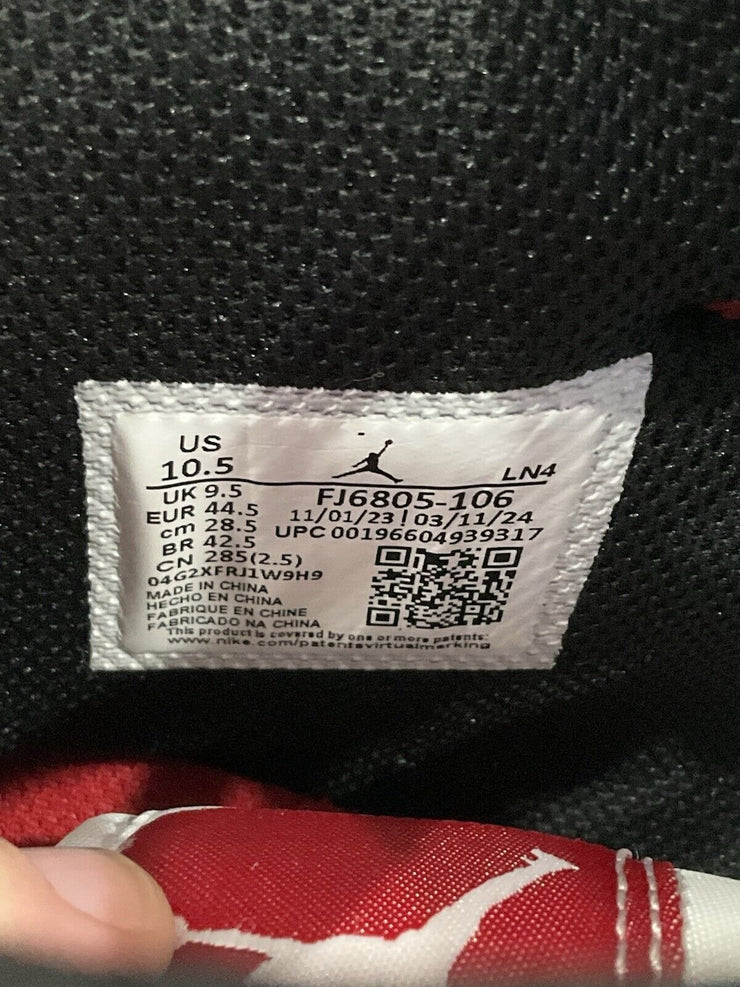 US
10.5
LN4
UK 9.5
EUR 44.5
cm 28.5
BR 42.5
CN 285(2.5)
FJ6805-106
11/01/23 | 03/11/24
UPC 00196604939317
04G2XFRJ1W9H9
MADE IN CHINA
HECHO EN CHINA
FABRIQUE EN CHINE
FABRICADO NA CHINA
This product is covered by one or more patents:
www.nike.com/patentsvirtualmarking